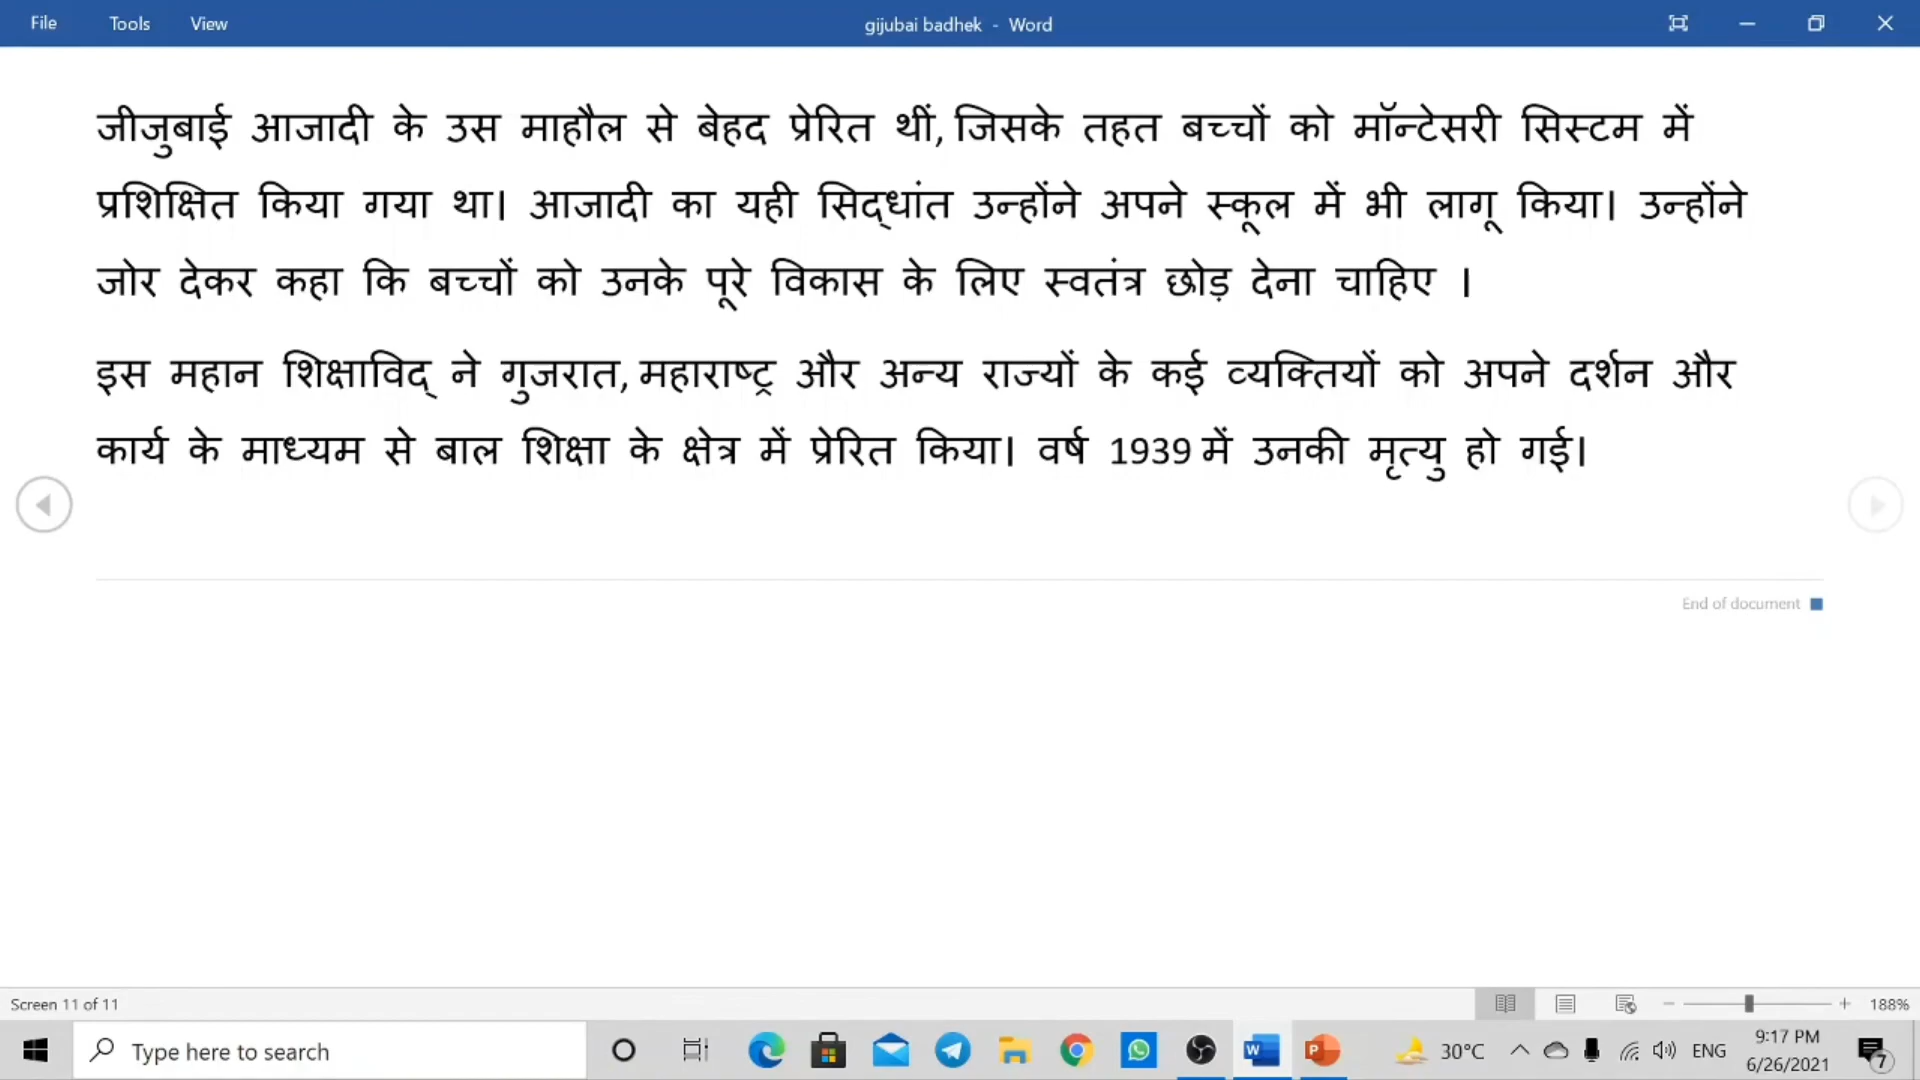 File Tools View gijubai badhek - Word
जीजुबाई आजादी के उस माहौल से बेहद प्रेरित थीं, जिसके तहत बच्चों को मॉन्टेसरी सिस्टम में
प्रशिक्षित किया गया था। आजादी का यही सिद्धांत उन्होंने अपने स्कूल में भी लागू किया। उन्होंने
जोर देकर कहा कि बच्चों को उनके पूरे विकास के लिए स्वतंत्र छोड़ देना चाहिए ।
इस महान शिक्षाविद् ने गुजरात, महाराष्ट्र और अन्य राज्यों के कई व्यक्तियों को अपने दर्शन और
कार्य के माध्यम से बाल शिक्षा के क्षेत्र में प्रेरित किया। वर्ष 1939 में उनकी मृत्यु हो गई।
End of document
Screen 11 of 11 188%
Type here to search 30°C ENG 9:17 PM
6/26/2021 7